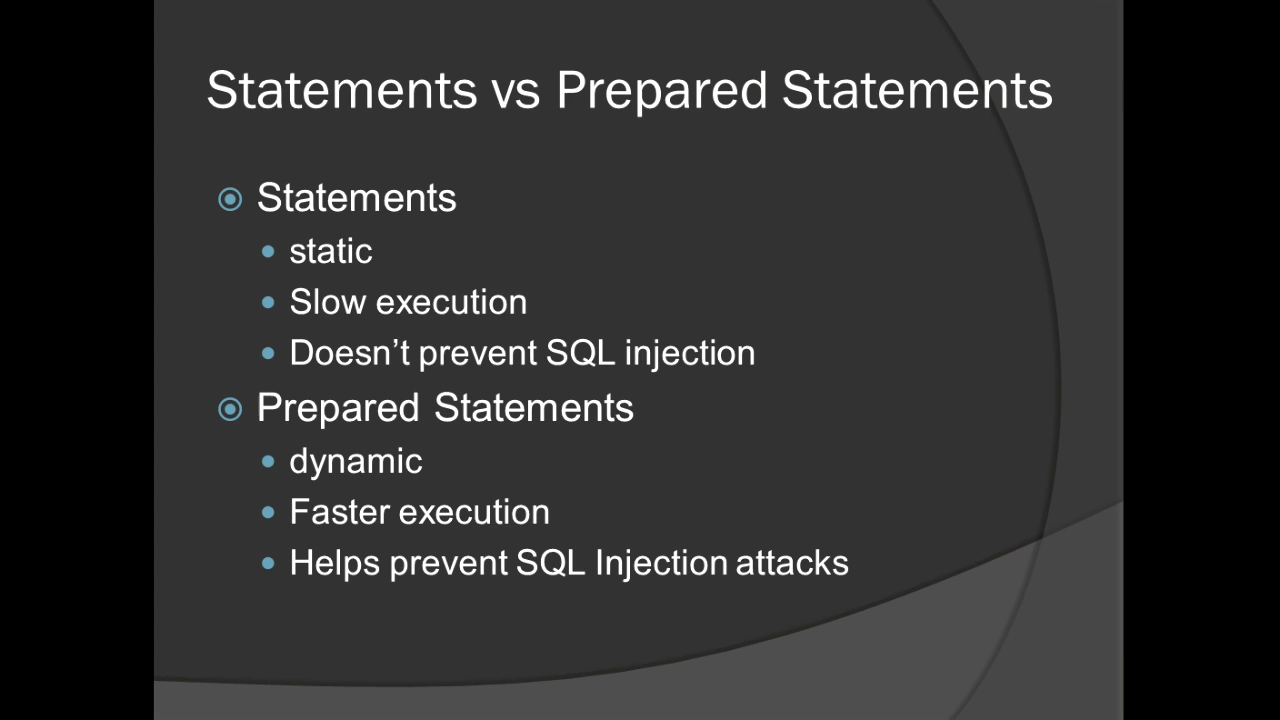 Statements vs Prepared Statements
Statements
static
Slow execution
Doesn’t prevent SQL injection
Prepared Statements
dynamic
Faster execution
Helps prevent SQL Injection attacks